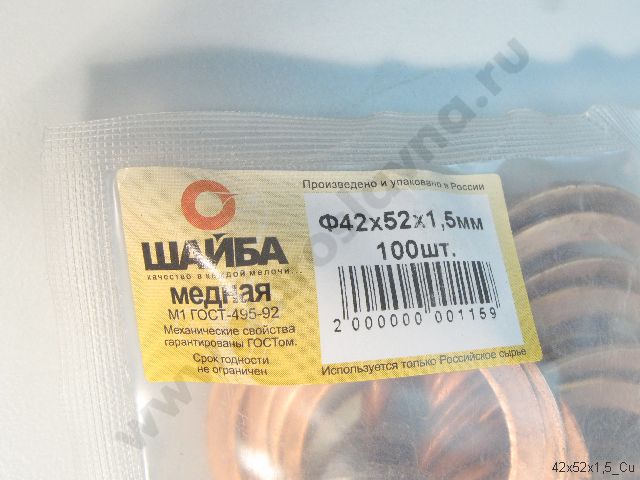 Произведено и упаковано в России
ШАЙБА
качество в каждой мелочи
медная
М1 ГОСТ-495-92
Механические свойства
гарантированы ГОСТом.
Срок годности
не ограничен
Ф42х52х1,5мм
100шт.
2 000000 001159
Используется только Российское сырье
42x52x1,5_Cu